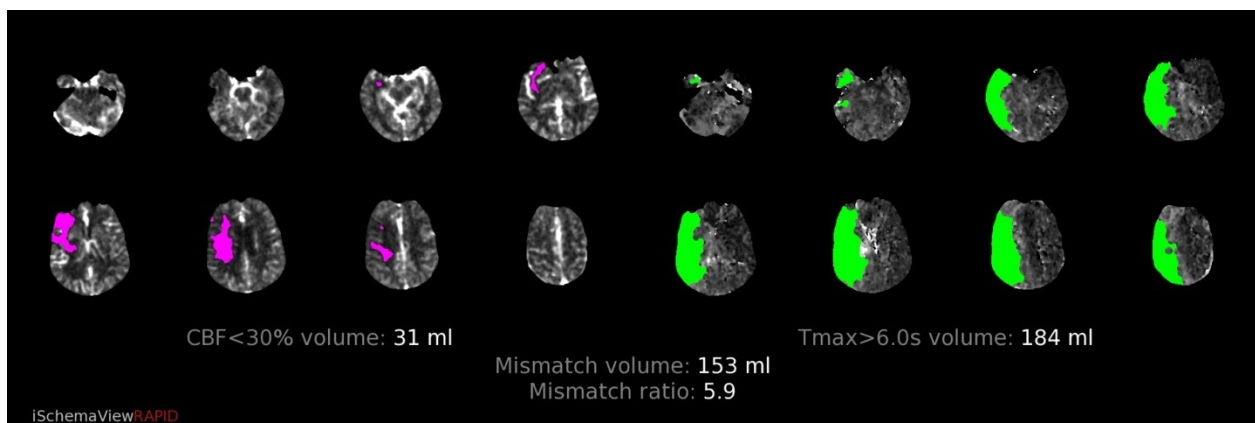 CBF<30% volume: 31 ml
Tmax>6.0s volume: 184 ml
Mismatch volume: 153 ml
Mismatch ratio: 5.9
iSchemaViewRAPID